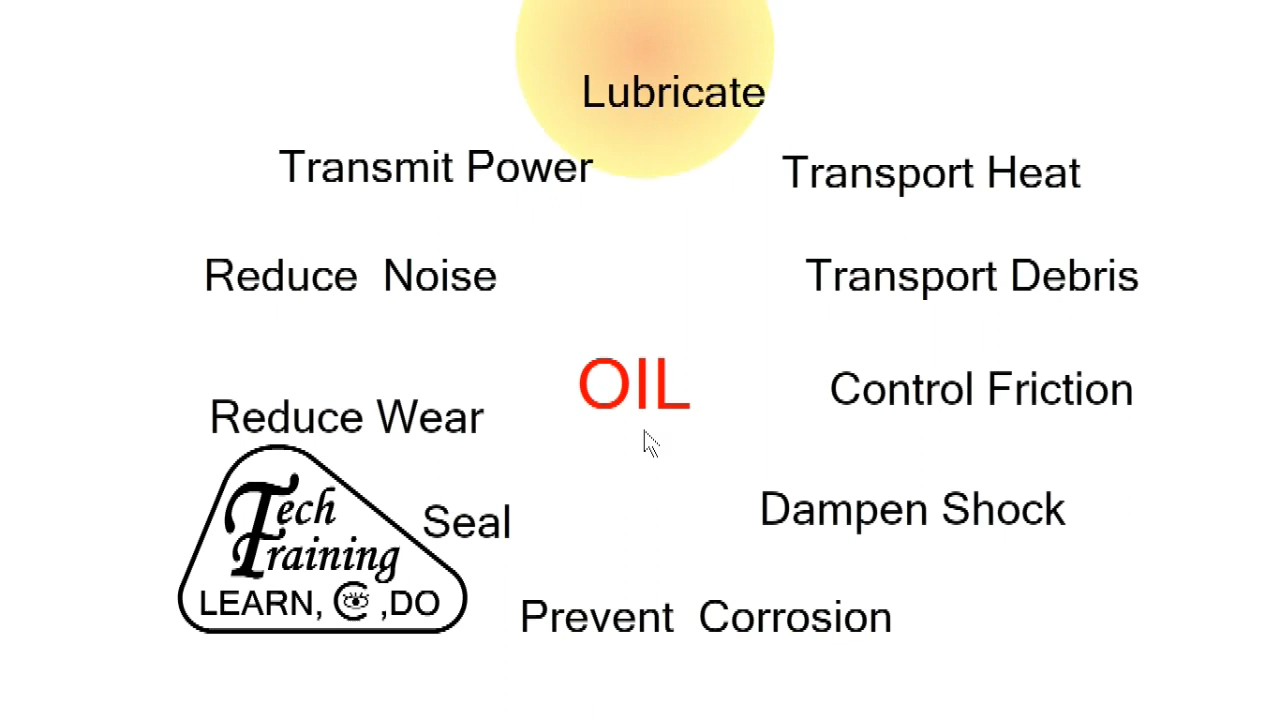 Lubricate
Transmit Power
Transport Heat
Reduce Noise
Transport Debris
OIL
Control Friction
Reduce Wear
Tech
Training
LEARN, C ,DO
Seal
Dampen Shock
Prevent Corrosion